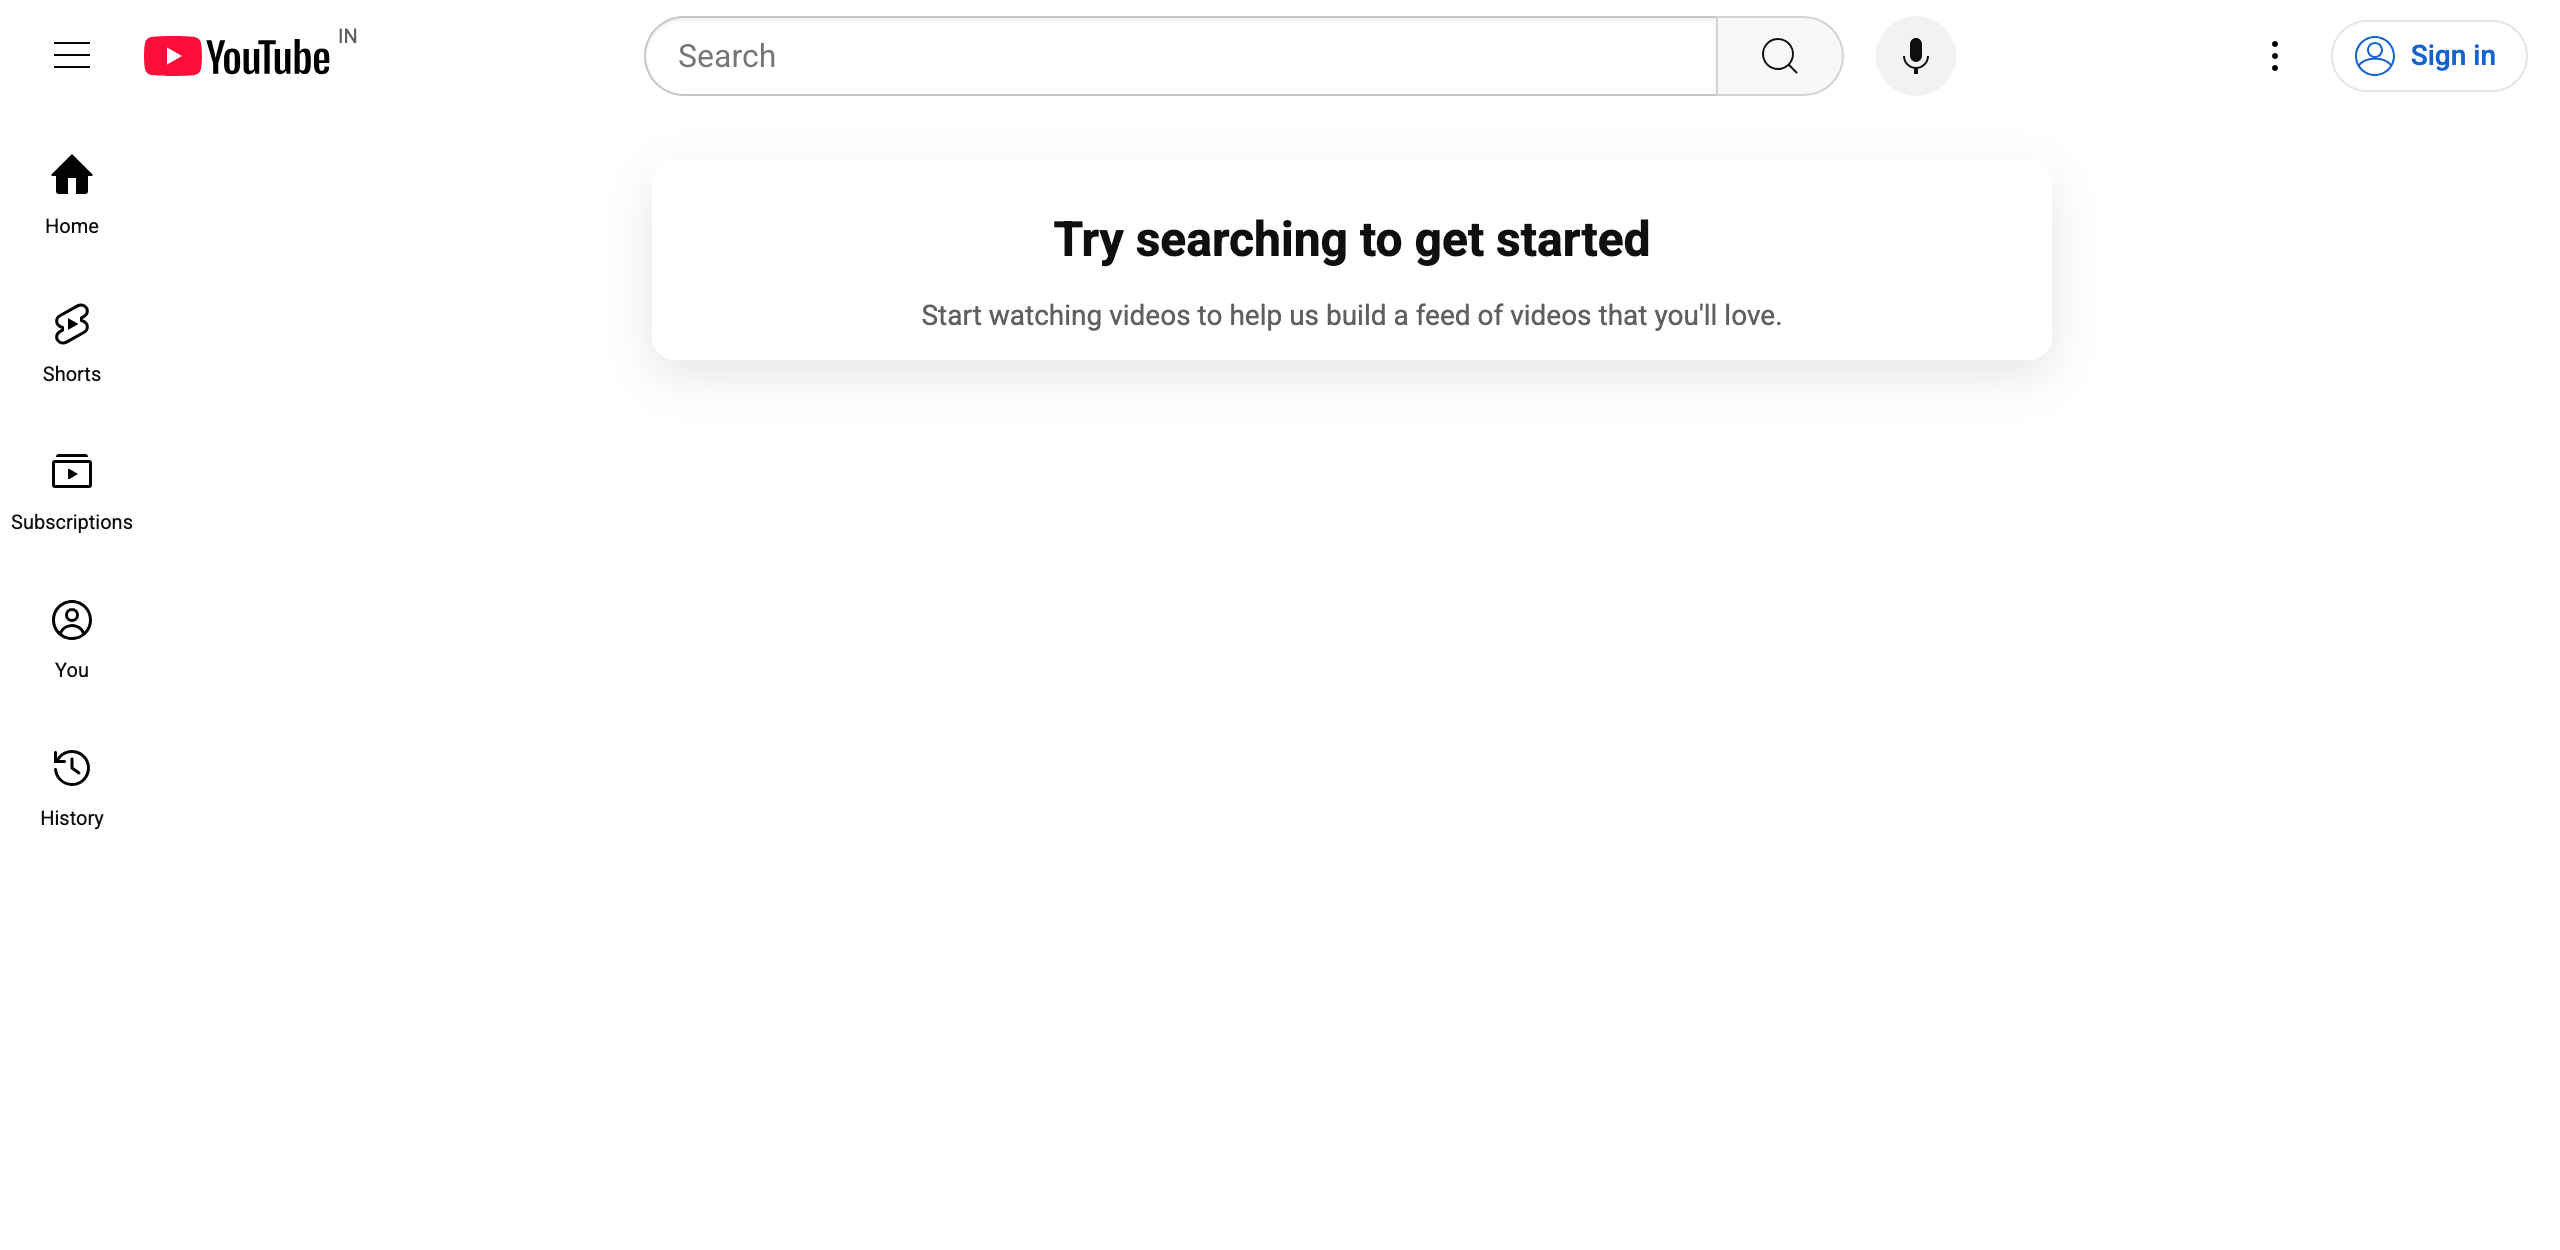 YouTube IN
Search
Sign in
Home
Shorts
Subscriptions
You
History
Try searching to get started
Start watching videos to help us build a feed of videos that you'll love.